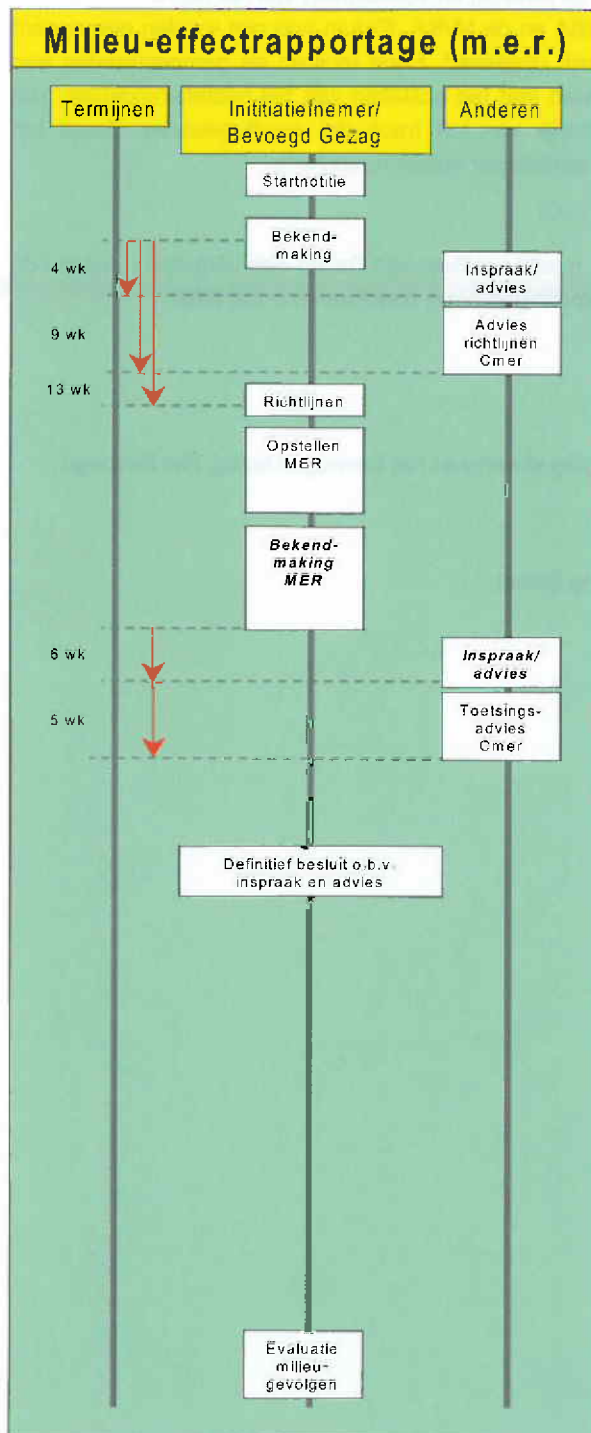 Milieu-effectrapportage (m.e.r.)
Termijnen
Inititiatiefnemer/
Bevoegd Gezag
Anderen
Startnotitie
Bekend-
making
4 wk
Inspraak/
advies
9 wk
Advies
richtlijnen
Cmer
13 wk
Richtlijnen
Opstellen
MER
Bekend-
making
MER
6 wk
Inspraak/
advies
5 wk
Toetsings-
advies
Cmer
Definitief besluit o.b.v.
inspraak en advies
Evaluatie
milieu-
gevolgen